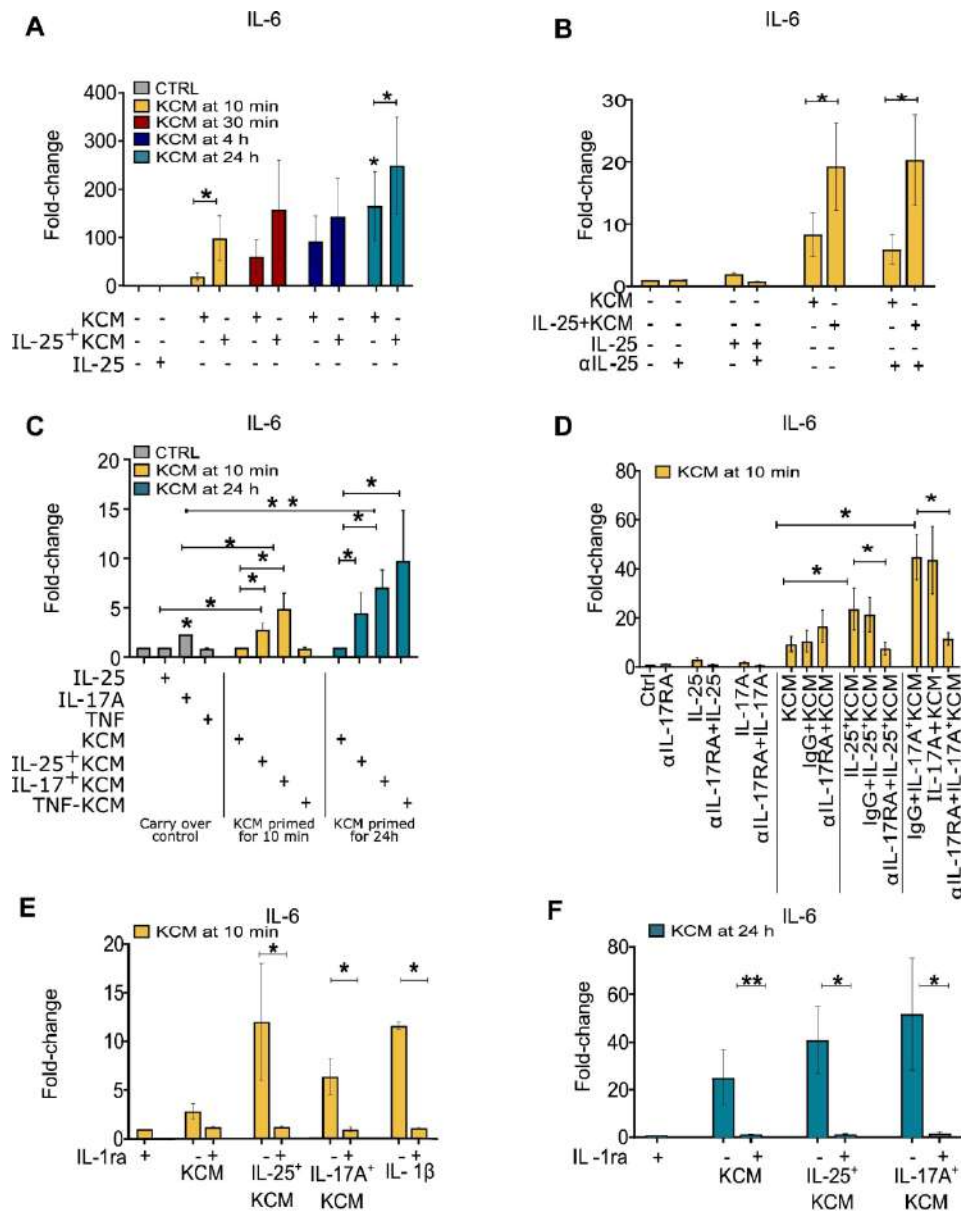 A
IL-6
CTRL
KCM at 10 min
KCM at 30 min
KCM at 4 h
KCM at 24 h
Fold-change
400
300
200
100
0
* * * *
KCM - - + - + - + - + -
IL-25+KCM - - - + - + - + - +
IL-25 - + - - - - - - - -
B
IL-6
Fold-change
30
20
10
0
* *
KCM - - - - + - + -
IL-25+KCM - - - - - + - +
IL-25 - - + + - - - -
αIL-25 - + - + - - + +
C
IL-6
CTRL
KCM at 10 min
KCM at 24 h
Fold-change
20
15
10
5
0
* * * * * * * * * *
IL-25 +
IL-17A +
TNF +
KCM + +
IL-25+KCM + +
IL-17+KCM + +
TNF-KCM + +
Carry over
control
KCM primed
for 10 min
KCM primed
for 24h
D
IL-6
KCM at 10 min
Fold-change
80
60
40
20
0
* * * *
Ctrl
αIL-17RA
IL-25
αIL-17RA+IL-25
IL-17A
αIL-17RA+IL-17A
KCM
IgG+KCM
αIL-17RA+KCM
IL-25+KCM
IgG+IL-25+KCM
αIL-17RA+IL-25+KCM
IgG+IL-17A+KCM
IL-17A+KCM
αIL-17RA+IL-17A+KCM
E
IL-6
KCM at 10 min
Fold-change
20
15
10
5
0
* * *
IL-1ra + - + - + - + - +
KCM
IL-25+
KCM
IL-17A+
KCM
IL-1β
F
IL-6
KCM at 24 h
Fold-change
80
60
40
20
0
** * *
IL-1ra + - + - + - +
KCM
IL-25+
KCM
IL-17A+
KCM